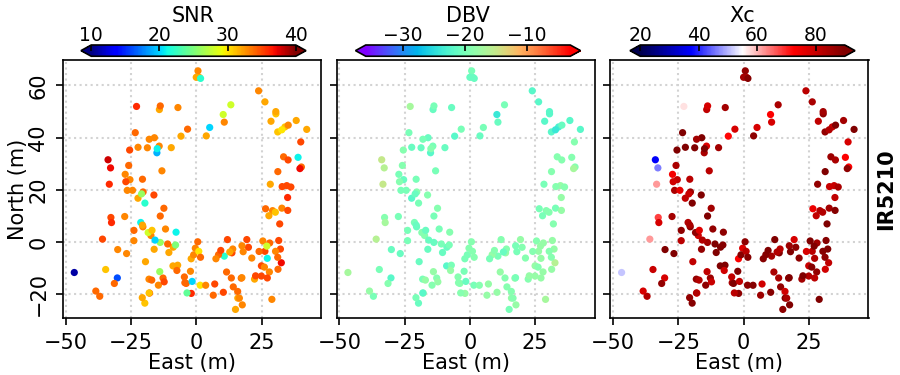 SNR DBV Xc
10 20 30 40 −30 −20 −10 20 40 60 80
60
40
20
0
−20
North (m)
IR5210
−50 −25 0 25 −50 −25 0 25 −50 −25 0 25
East (m) East (m) East (m)